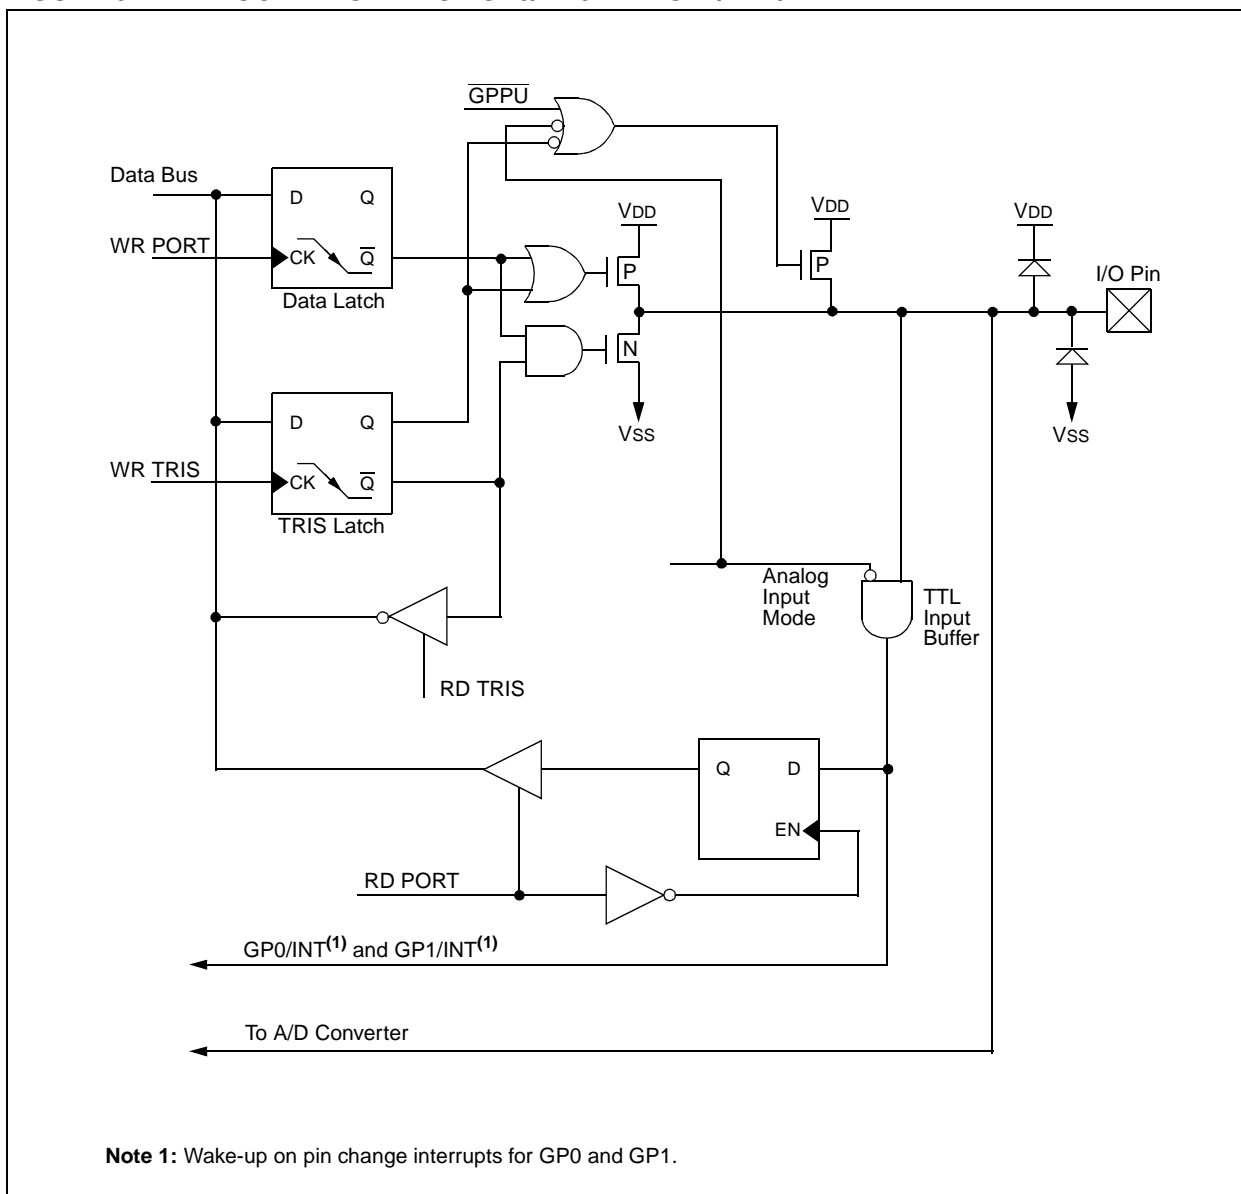 GPPU
Data Bus
D Q
WR PORT
CK Q
Data Latch
VDD
P
VDD
P
VDD
I/O Pin
N
VSS
VSS
D Q
WR TRIS
CK Q
TRIS Latch
Analog
Input
Mode
TTL
Input
Buffer
RD TRIS
Q D
EN
RD PORT
GP0/INT(1) and GP1/INT(1)
To A/D Converter
Note 1: Wake-up on pin change interrupts for GP0 and GP1.